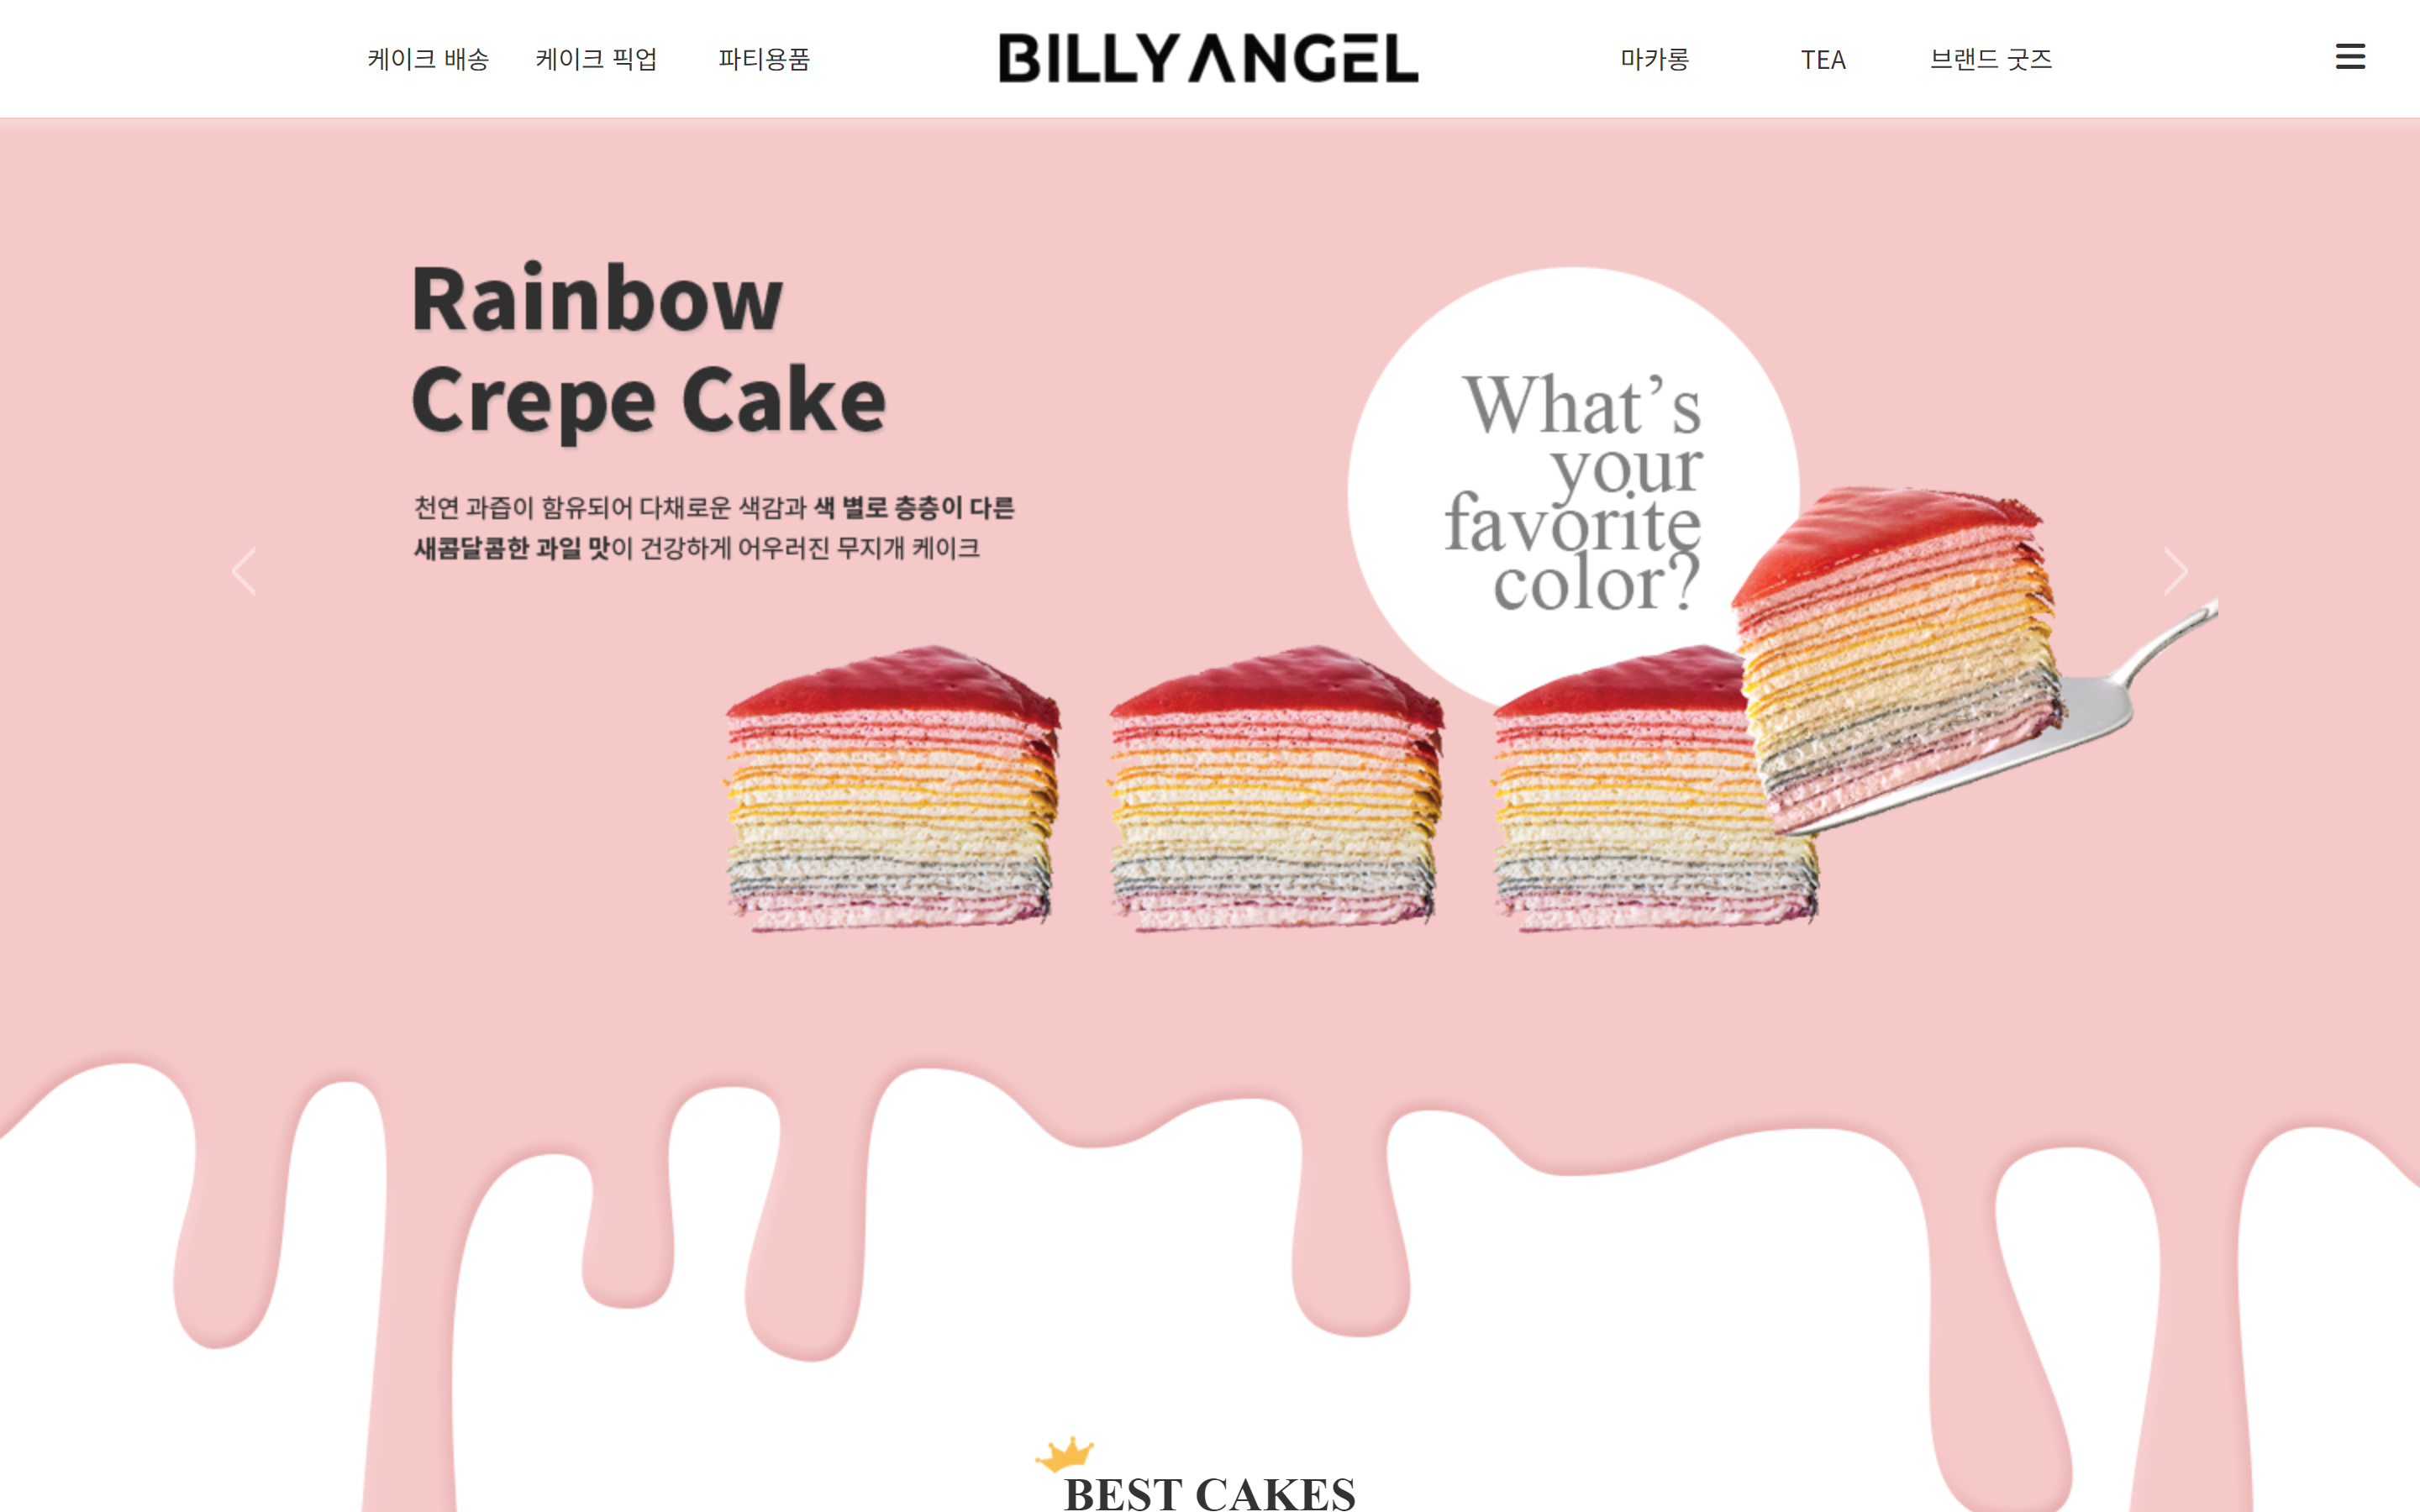 케이크 배송
케이크 픽업
파티용품
BILLY ANGEL
마카롱
TEA
브랜드 굿즈
Rainbow
Crepe Cake
천연 과즙이 함유되어 다채로운 색감과 색 별로 층층이 다른
새콤달콤한 과일 맛이 건강하게 어우러진 무지개 케이크
What’s
your
favorite
color?
BEST CAKES